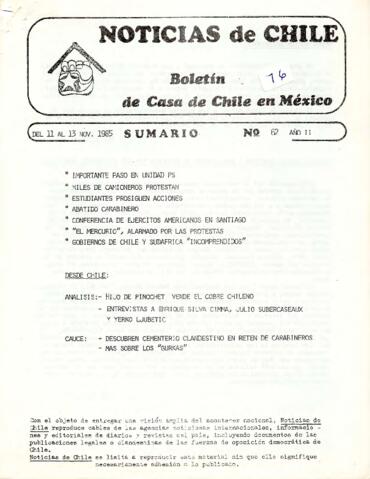 NOTICIAS de CHILE
Boletín
76
de Casa de Chile en México
DEL 11 AL 13 NOV. 1985 SUMARIO Nº 62 AÑO II
* IMPORTANTE PASO EN UNIDAD PS
* MILES DE CAMIONEROS PROTESTAN
* ESTUDIANTES PROSIGUEN ACCIONES
* ABATIDO CARABINERO
* CONFERENCIA DE EJERCITOS AMERICANOS EN SANTIAGO
* "EL MERCURIO", ALARMADO POR LAS PROTESTAS
* GOBIERNOS DE CHILE Y SUDAFRICA "INCOMPRENDIDOS"
DESDE CHILE:
ANALISIS:- HIJO DE PINOCHET VENDE EL COBRE CHILENO
- ENTREVISTAS A ENRIQUE SILVA CIMMA, JULIO SUBERCASEAUX
Y YERKO LJUBETIC
CAUCE: - DESCUBREN CEMENTERIO CLANDESTINO EN RETEN DE CARABINEROS
- MAS SOBRE LOS "GURKAS"
Con el objeto de entregar una visión amplia del acontecer nacional, Noticias de
Chile reproduce cables de las agencias noticiosas internacionales, informacio-
nes y editoriales de diarios y revistas del país, incluyendo documentos de las
publicaciones legales o clandestinas de las fuerzas de oposición democrática de
Chile.
Noticias de Chile se limita a reproducir este material sin que ello signifique
necesariamente adhesión a lo publicado.